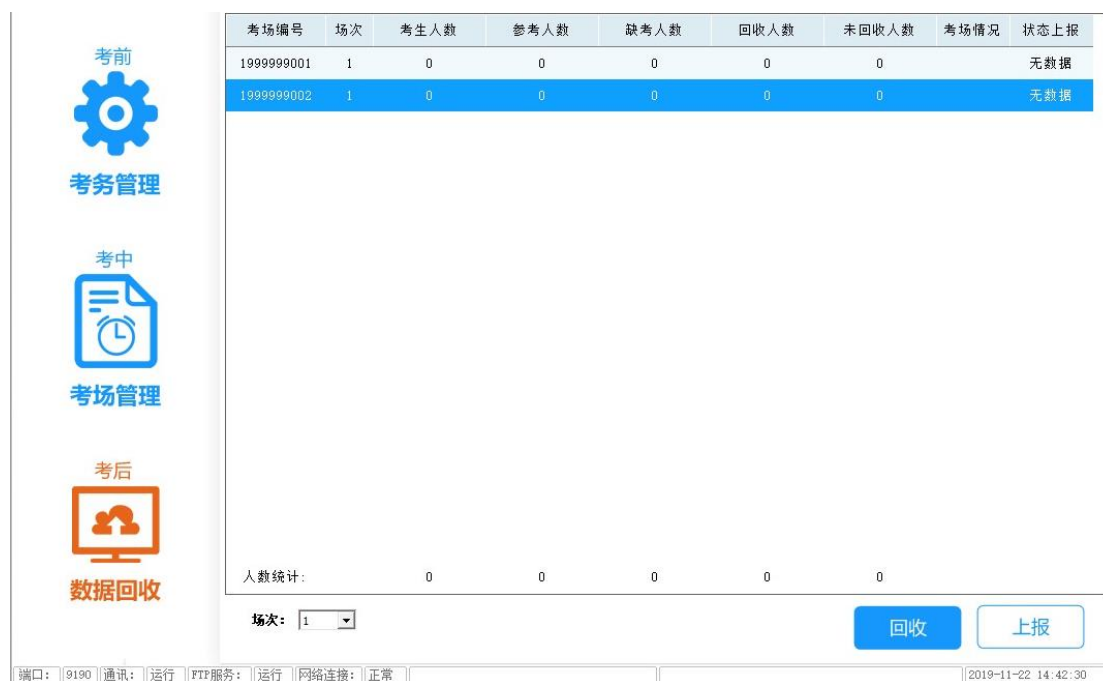 考前
考务管理
考中
考场管理
考后
数据回收
考场编号 场次 考生人数 参考人数 缺考人数 回收人数 未回收人数 考场情况 状态上报
1999999001 1 0 0 0 0 0 无数据
1999999002 1 0 0 0 0 0 无数据
人数统计: 0 0 0 0 0
场次: 1
回收 上报
端口: 9190 通讯: 运行 FTP服务: 运行 网络连接: 正常 2019-11-22 14:42:30